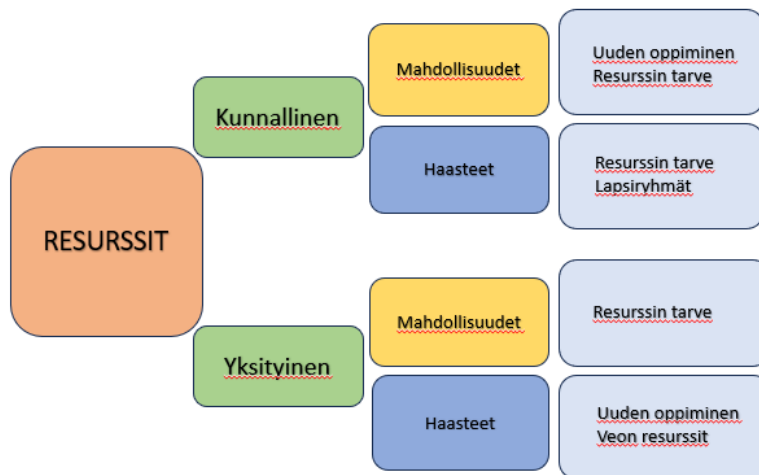 RESURSSIT
Kunnallinen
Mahdollisuudet
Uuden oppiminen
Resurssin tarve
Haasteet
Resurssin tarve
Lapsiryhmät
Yksityinen
Mahdollisuudet
Resurssin tarve
Haasteet
Uuden oppiminen
Veon resurssit